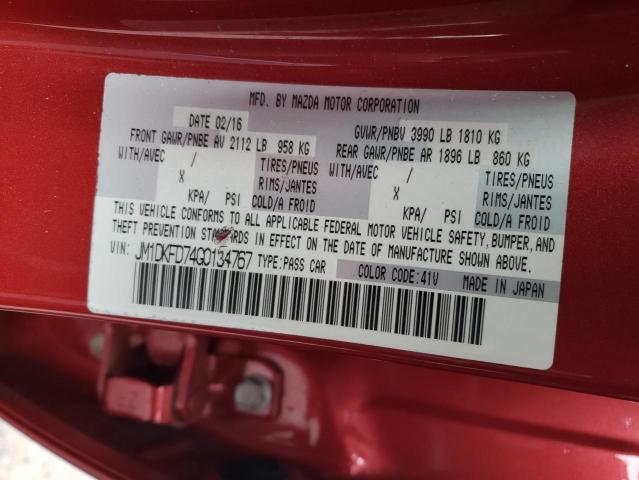 MFD. BY MAZDA MOTOR CORPORATION
DATE 02/16 GVWR/PNBV 3990 LB 1810 KG
FRONT GAWR/PNBE AV 2112 LB 958 KG REAR GAWR/PNBE AR 1896 LB 860 KG
WITH/AVEC / TIRES/PNEUS WITH/AVEC / TIRES/PNEUS
X RIMS/JANTES X RIMS/JANTES
KPA/ PSI COLD/A FROID KPA/ PSI COLD/A FROID
THIS VEHICLE CONFORMS TO ALL APPLICABLE FEDERAL MOTOR VEHICLE SAFETY, BUMPER, AND
THEFT PREVENTION STANDARDS IN EFFECT ON THE DATE OF MANUFACTURE SHOWN ABOVE.
VIN: JM1DKFD74G0134767 TYPE:PASS CAR COLOR CODE:41V MADE IN JAPAN